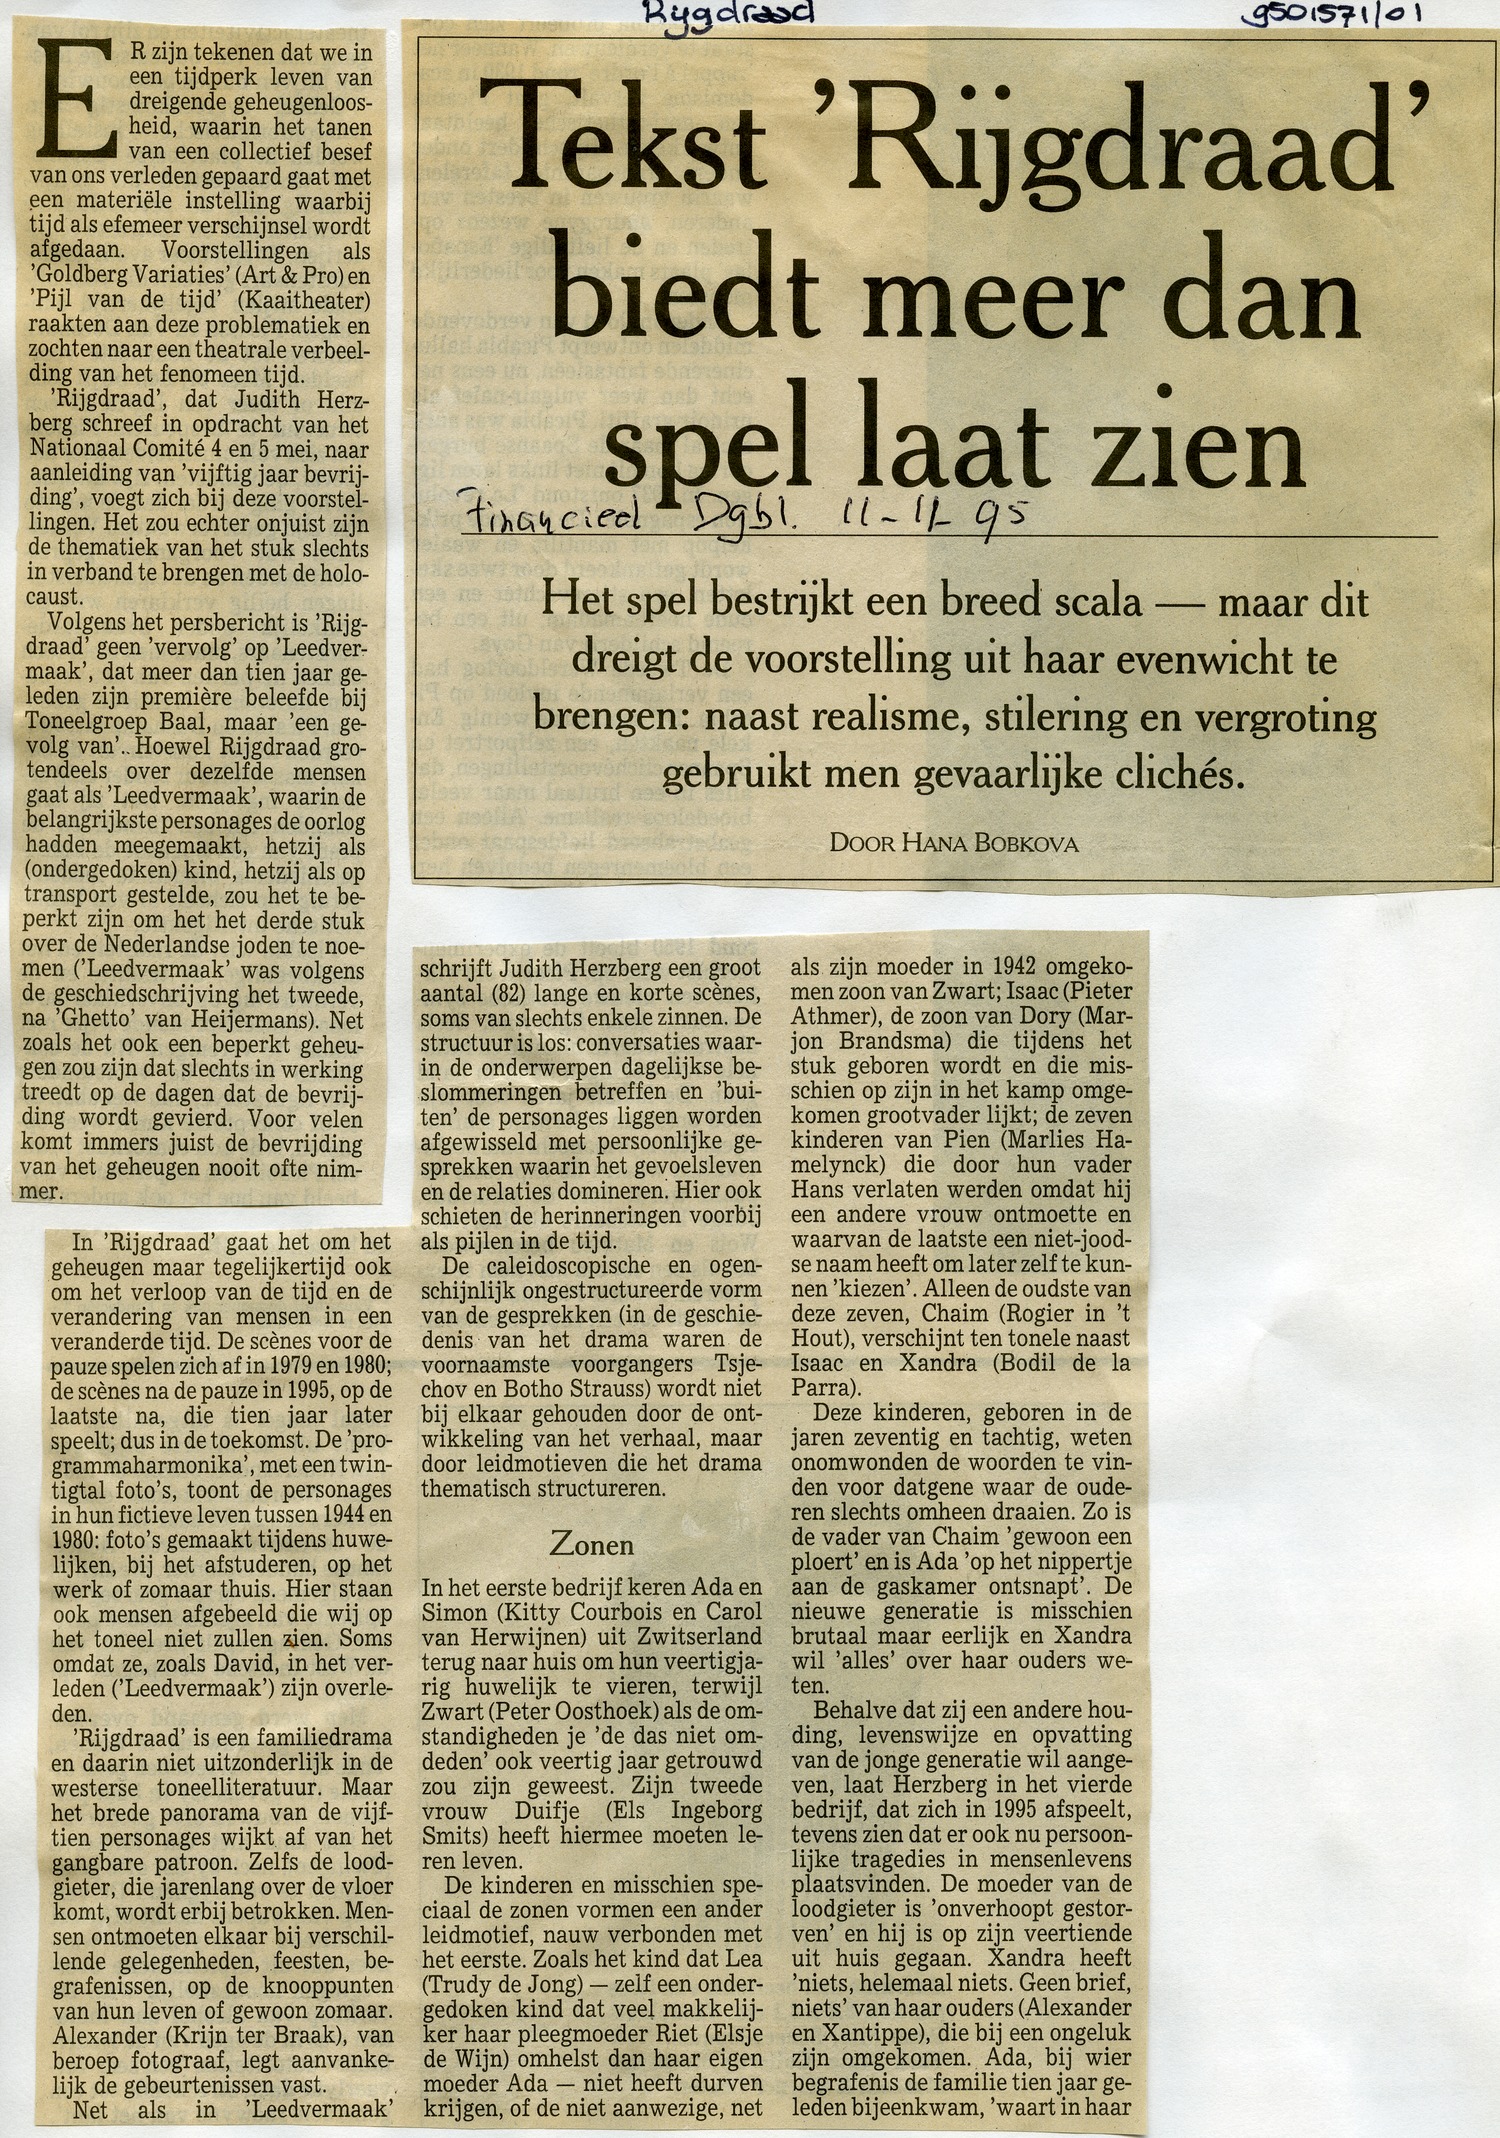 Rijgdraad
9501571/01
Tekst 'Rijgdraad'
biedt meer dan
spel laat zien
Financieel Dgbl. 11-11-95
Het spel bestrijkt een breed scala — maar dit
dreigt de voorstelling uit haar evenwicht te
brengen: naast realisme, stilering en vergroting
gebruikt men gevaarlijke clichés.
DOOR HANA BOBKOVA
ER zijn tekenen dat we in
een tijdperk leven van
dreigende geheugenloos-
heid, waarin het tanen
van een collectief besef
van ons verleden gepaard gaat met
een materiële instelling waarbij
tijd als efemeer verschijnsel wordt
afgedaan. Voorstellingen als
'Goldberg Variaties' (Art & Pro) en
'Pijl van de tijd' (Kaaitheater)
raakten aan deze problematiek en
zochten naar een theatrale verbeel-
ding van het fenomeen tijd.
'Rijgdraad', dat Judith Herz-
berg schreef in opdracht van het
Nationaal Comité 4 en 5 mei, naar
aanleiding van 'vijftig jaar bevrij-
ding', voegt zich bij deze voorstel-
lingen. Het zou echter onjuist zijn
de thematiek van het stuk slechts
in verband te brengen met de holo-
caust.
Volgens het persbericht is 'Rijg-
draad' geen 'vervolg' op 'Leedver-
maak', dat meer dan tien jaar ge-
leden zijn première beleefde bij
Toneelgroep Baal, maar 'een ge-
volg van'. Hoewel Rijgdraad gro-
tendeels over dezelfde mensen
gaat als 'Leedvermaak', waarin de
belangrijkste personages de oorlog
hadden meegemaakt, hetzij als
(ondergedoken) kind, hetzij als op
transport gestelde, zou het te be-
perkt zijn om het het derde stuk
over de Nederlandse joden te noe-
men ('Leedvermaak' was volgens
de geschiedschrijving het tweede,
na 'Ghetto' van Heijermans). Net
zoals het ook een beperkt geheu-
gen zou zijn dat slechts in werking
treedt op de dagen dat de bevrij-
ding wordt gevierd. Voor velen
komt immers juist de bevrijding
van het geheugen nooit ofte nim-
mer.
In 'Rijgdraad' gaat het om het
geheugen maar tegelijkertijd ook
om het verloop van de tijd en de
verandering van mensen in een
veranderde tijd. De scènes voor de
pauze spelen zich af in 1979 en 1980;
de scènes na de pauze in 1995, op de
laatste na, die tien jaar later
speelt; dus in de toekomst. De 'pro-
grammaharmonika', met een twin-
tigtal foto's, toont de personages
in hun fictieve leven tussen 1944 en
1980: foto's gemaakt tijdens huwe-
lijken, bij het afstuderen, op het
werk of zomaar thuis. Hier staan
ook mensen afgebeeld die wij op
het toneel niet zullen zien. Soms
omdat ze, zoals David, in het ver-
leden ('Leedvermaak') zijn overle-
den.
'Rijgdraad' is een familiedrama
en daarin niet uitzonderlijk in de
westerse toneelliteratuur. Maar
het brede panorama van de vijf-
tien personages wijkt af van het
gangbare patroon. Zelfs de lood-
gieter, die jarenlang over de vloer
komt, wordt erbij betrokken. Men-
sen ontmoeten elkaar bij verschil-
lende gelegenheden, feesten, be-
grafenissen, op de knooppunten
van hun leven of gewoon zomaar.
Alexander (Krijn ter Braak), van
beroep fotograaf, legt aanvanke-
lijk de gebeurtenissen vast.
Net als in 'Leedvermaak'
schrijft Judith Herzberg een groot
aantal (82) lange en korte scènes,
soms van slechts enkele zinnen. De
structuur is los: conversaties waar-
in de onderwerpen dagelijkse be-
slommeringen betreffen en 'bui-
ten' de personages liggen worden
afgewisseld met persoonlijke ge-
sprekken waarin het gevoelsleven
en de relaties domineren. Hier ook
schieten de herinneringen voorbij
als pijlen in de tijd.
De caleidoscopische en ogen-
schijnlijk ongestructureerde vorm
van de gesprekken (in de geschie-
denis van het drama waren de
voornaamste voorgangers Tsje-
chov en Botho Strauss) wordt niet
bij elkaar gehouden door de ont-
wikkeling van het verhaal, maar
door leidmotieven die het drama
thematisch structureren.
Zonen
In het eerste bedrijf keren Ada en
Simon (Kitty Courbois en Carol
van Herwijnen) uit Zwitserland
terug naar huis om hun veertigja-
rig huwelijk te vieren, terwijl
Zwart (Peter Oosthoek) als de om-
standigheden je 'de das niet om-
deden' ook veertig jaar getrouwd
zou zijn geweest. Zijn tweede
vrouw Duifje (Els Ingeborg
Smits) heeft hiermee moeten le-
ren leven.
De kinderen en misschien spe-
ciaal de zonen vormen een ander
leidmotief, nauw verbonden met
het eerste. Zoals het kind dat Lea
(Trudy de Jong) — zelf een onder-
gedoken kind dat veel makkelij-
ker haar pleegmoeder Riet (Elsje
de Wijn) omhelst dan haar eigen
moeder Ada — niet heeft durven
krijgen, of de niet aanwezige, net
als zijn moeder in 1942 omgeko-
men zoon van Zwart; Isaac (Pieter
Athmer), de zoon van Dory (Mar-
jon Brandsma) die tijdens het
stuk geboren wordt en die mis-
schien op zijn in het kamp omge-
komen grootvader lijkt; de zeven
kinderen van Pien (Marlies Ha-
melynck) die door hun vader
Hans verlaten werden omdat hij
een andere vrouw ontmoette en
waarvan de laatste een niet-jood-
se naam heeft om later zelf te kun-
nen 'kiezen'. Alleen de oudste van
deze zeven, Chaim (Rogier in 't
Hout), verschijnt ten tonele naast
Isaac en Xandra (Bodil de la
Parra).
Deze kinderen, geboren in de
jaren zeventig en tachtig, weten
onomwonden de woorden te vin-
den voor datgene waar de oude-
ren slechts omheen draaien. Zo is
de vader van Chaim 'gewoon een
ploert' en is Ada 'op het nippertje
aan de gaskamer ontsnapt'. De
nieuwe generatie is misschien
brutaal maar eerlijk en Xandra
wil 'alles' over haar ouders we-
ten.
Behalve dat zij een andere hou-
ding, levenswijze en opvatting
van de jonge generatie wil aange-
ven, laat Herzberg in het vierde
bedrijf, dat zich in 1995 afspeelt,
tevens zien dat er ook nu persoon-
lijke tragedies in mensenlevens
plaatsvinden. De moeder van de
loodgieter is 'onverhoopt gestor-
ven' en hij is op zijn veertiende
uit huis gegaan. Xandra heeft
'niets, helemaal niets. Geen brief,
niets' van haar ouders (Alexander
en Xantippe), die bij een ongeluk
zijn omgekomen. Ada, bij wier
begrafenis de familie tien jaar ge-
leden bijeenkwam, 'waart in haar